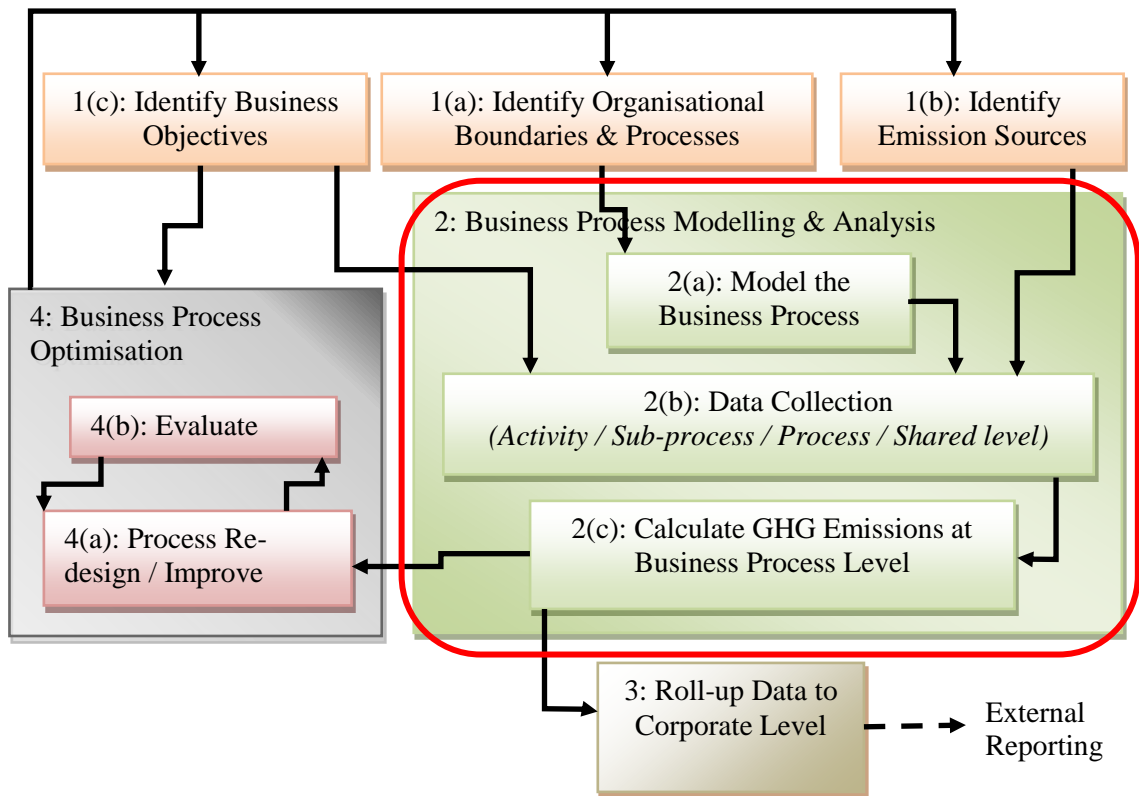 1(c): Identify Business
Objectives
1(a): Identify Organisational
Boundaries & Processes
1(b): Identify
Emission Sources
2: Business Process Modelling & Analysis
2(a): Model the
Business Process
4: Business Process
Optimisation
2(b): Data Collection
(Activity / Sub-process / Process / Shared level)
4(b): Evaluate
2(c): Calculate GHG Emissions at
Business Process Level
4(a): Process Re-
design / Improve
3: Roll-up Data to
Corporate Level
External
Reporting